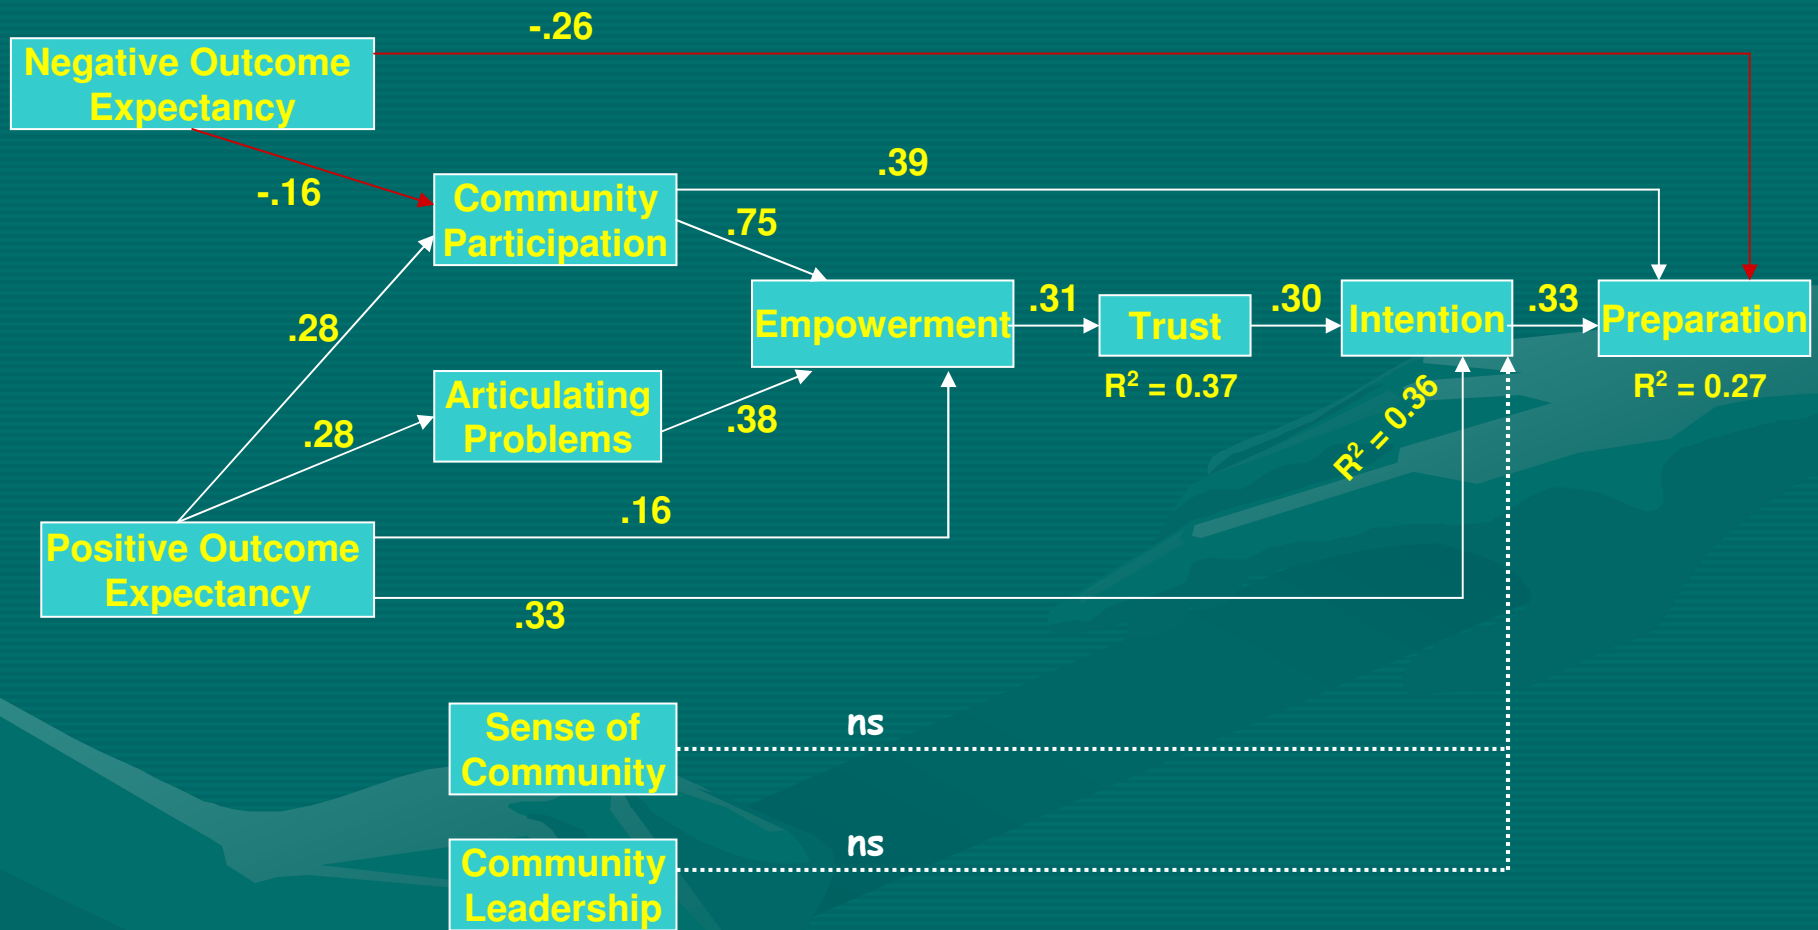 -.26
Negative Outcome
Expectancy
-.16
.39
Community
Participation
.75
.28
Empowerment
.31
Trust
R² = 0.37
.30
Intention
R² = 0.36
.33
Preparation
R² = 0.27
Articulating
Problems
.28
.38
.16
Positive Outcome
Expectancy
.33
Sense of
Community
ns
Community
Leadership
ns